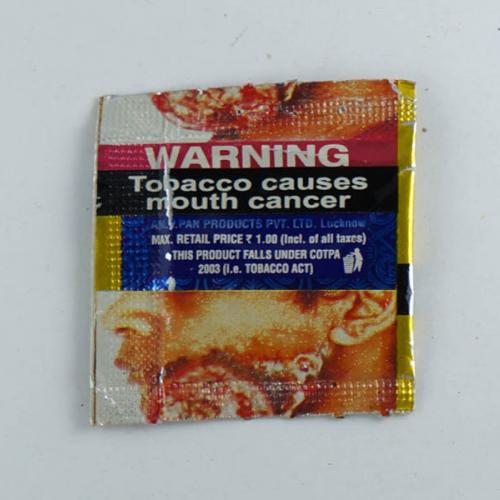 WARNING
Tobacco causes
mouth cancer
PAN PRODUCTS PVT. LTD. Lucknow
MAX. RETAIL PRICE ₹ 1.00 (Incl. of all taxes)
THIS PRODUCT FALLS UNDER COTPA
2003 (i.e. TOBACCO ACT)